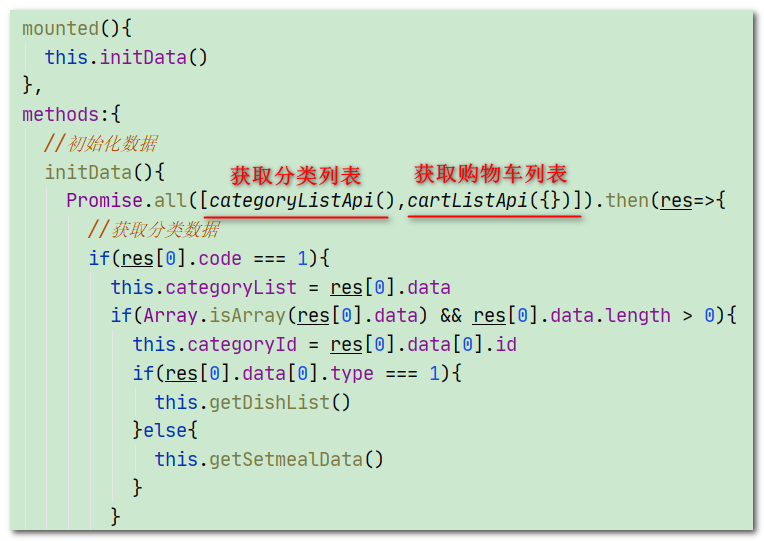 mounted(){
this.initData()
},
methods:{
//初始化数据
initData(){
获取分类列表 获取购物车列表
Promise.all([categoryListApi(),cartListApi({})]).then(res=>{
//获取分类数据
if(res[0].code === 1){
this.categoryList = res[0].data
if(Array.isArray(res[0].data) && res[0].data.length > 0){
this.categoryId = res[0].data[0].id
if(res[0].data[0].type === 1){
this.getDishList()
}else{
this.getSetmealData()
}
}